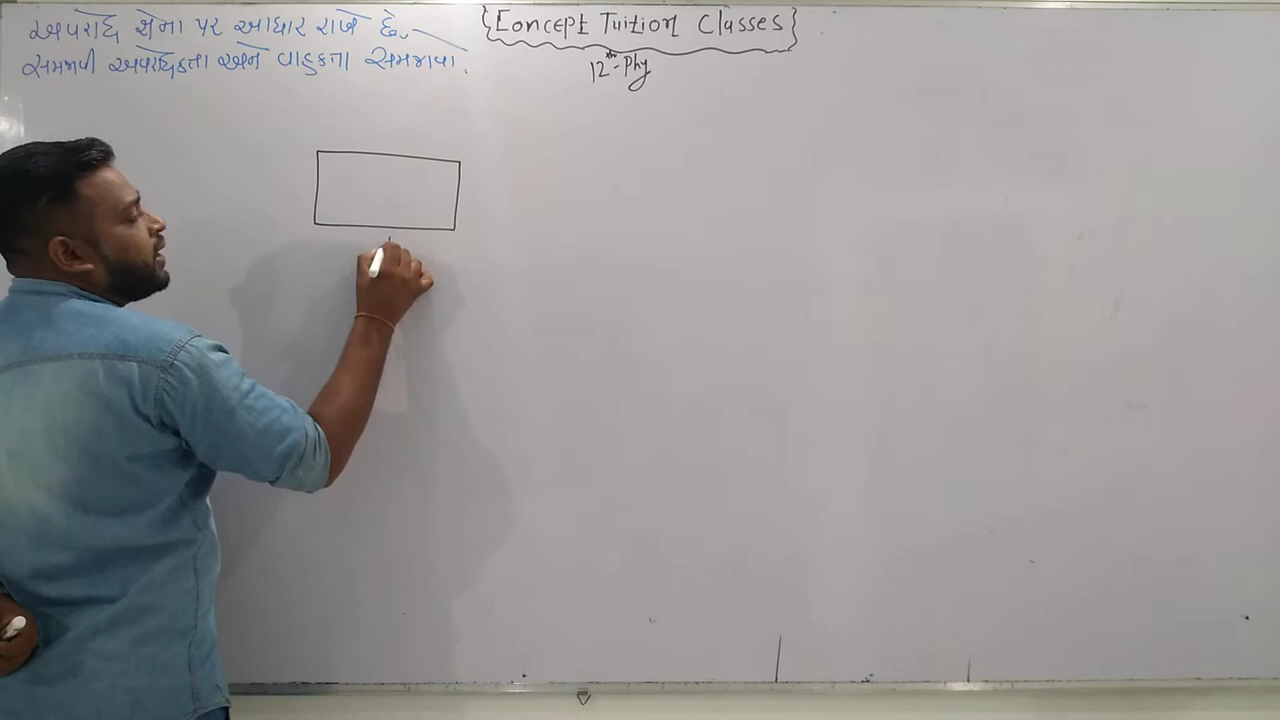 અવરોધ શેના પર આધાર રાખે છે.
સમજાવી અવરોધકતા અને વાહકતા સમજાવો.
{Concept Tuition Classes}
12th - Phy